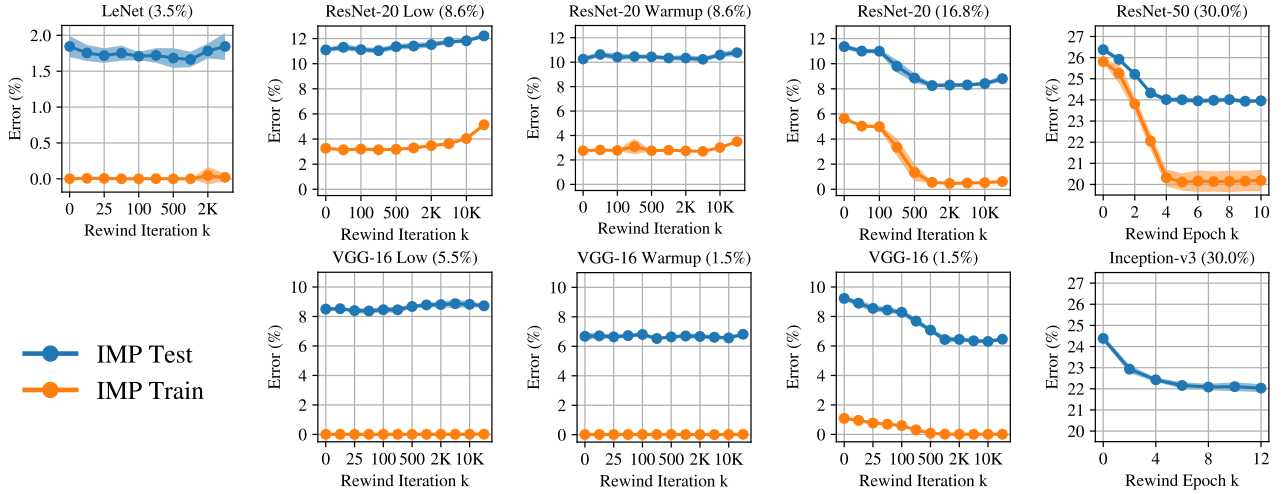 LeNet (3.5%)
2.0
1.5
1.0
0.5
0.0
Error (%)
0 25 100 500 2K
Rewind Iteration k
ResNet-20 Low (8.6%)
12
10
8
6
4
2
0
Error (%)
0 100 500 2K 10K
Rewind Iteration k
ResNet-20 Warmup (8.6%)
12
10
8
6
4
2
0
Error (%)
0 100 500 2K 10K
Rewind Iteration k
ResNet-20 (16.8%)
12
10
8
6
4
2
0
Error (%)
0 100 500 2K 10K
Rewind Iteration k
ResNet-50 (30.0%)
27
26
25
24
23
22
21
20
Error (%)
0 2 4 6 8 10
Rewind Epoch k
IMP Test
IMP Train
VGG-16 Low (5.5%)
10
8
6
4
2
0
Error (%)
0 25 100 500 2K 10K
Rewind Iteration k
VGG-16 Warmup (1.5%)
10
8
6
4
2
0
Error (%)
0 25 100 500 2K 10K
Rewind Iteration k
VGG-16 (1.5%)
10
8
6
4
2
0
Error (%)
0 25 100 500 2K 10K
Rewind Iteration k
Inception-v3 (30.0%)
27
26
25
24
23
22
21
20
Error (%)
0 4 8 12
Rewind Epoch k